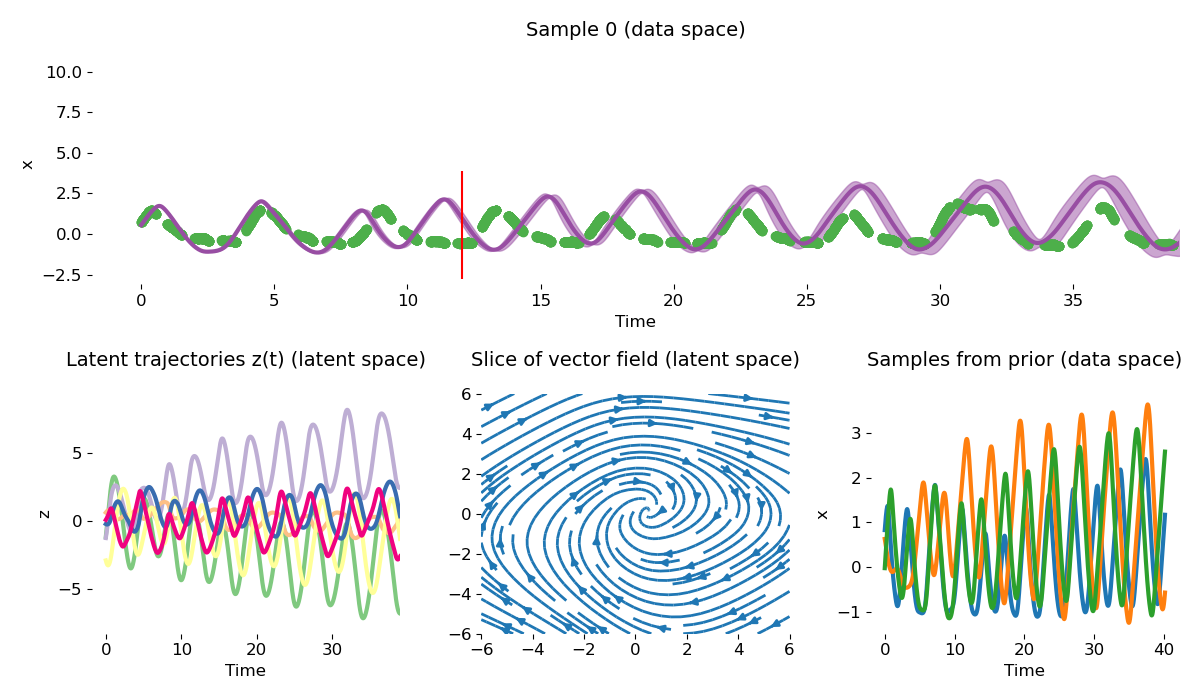 Sample 0 (data space)
10.0
7.5
5.0
2.5
0.0
−2.5
x
0 5 10 15 20 25 30 35
Time
Latent trajectories z(t) (latent space)
5
0
−5
z
0 10 20 30
Time
Slice of vector field (latent space)
6
4
2
0
−2
−4
−6
−6 −4 −2 0 2 4 6
Samples from prior (data space)
3
2
1
0
−1
x
0 10 20 30 40
Time